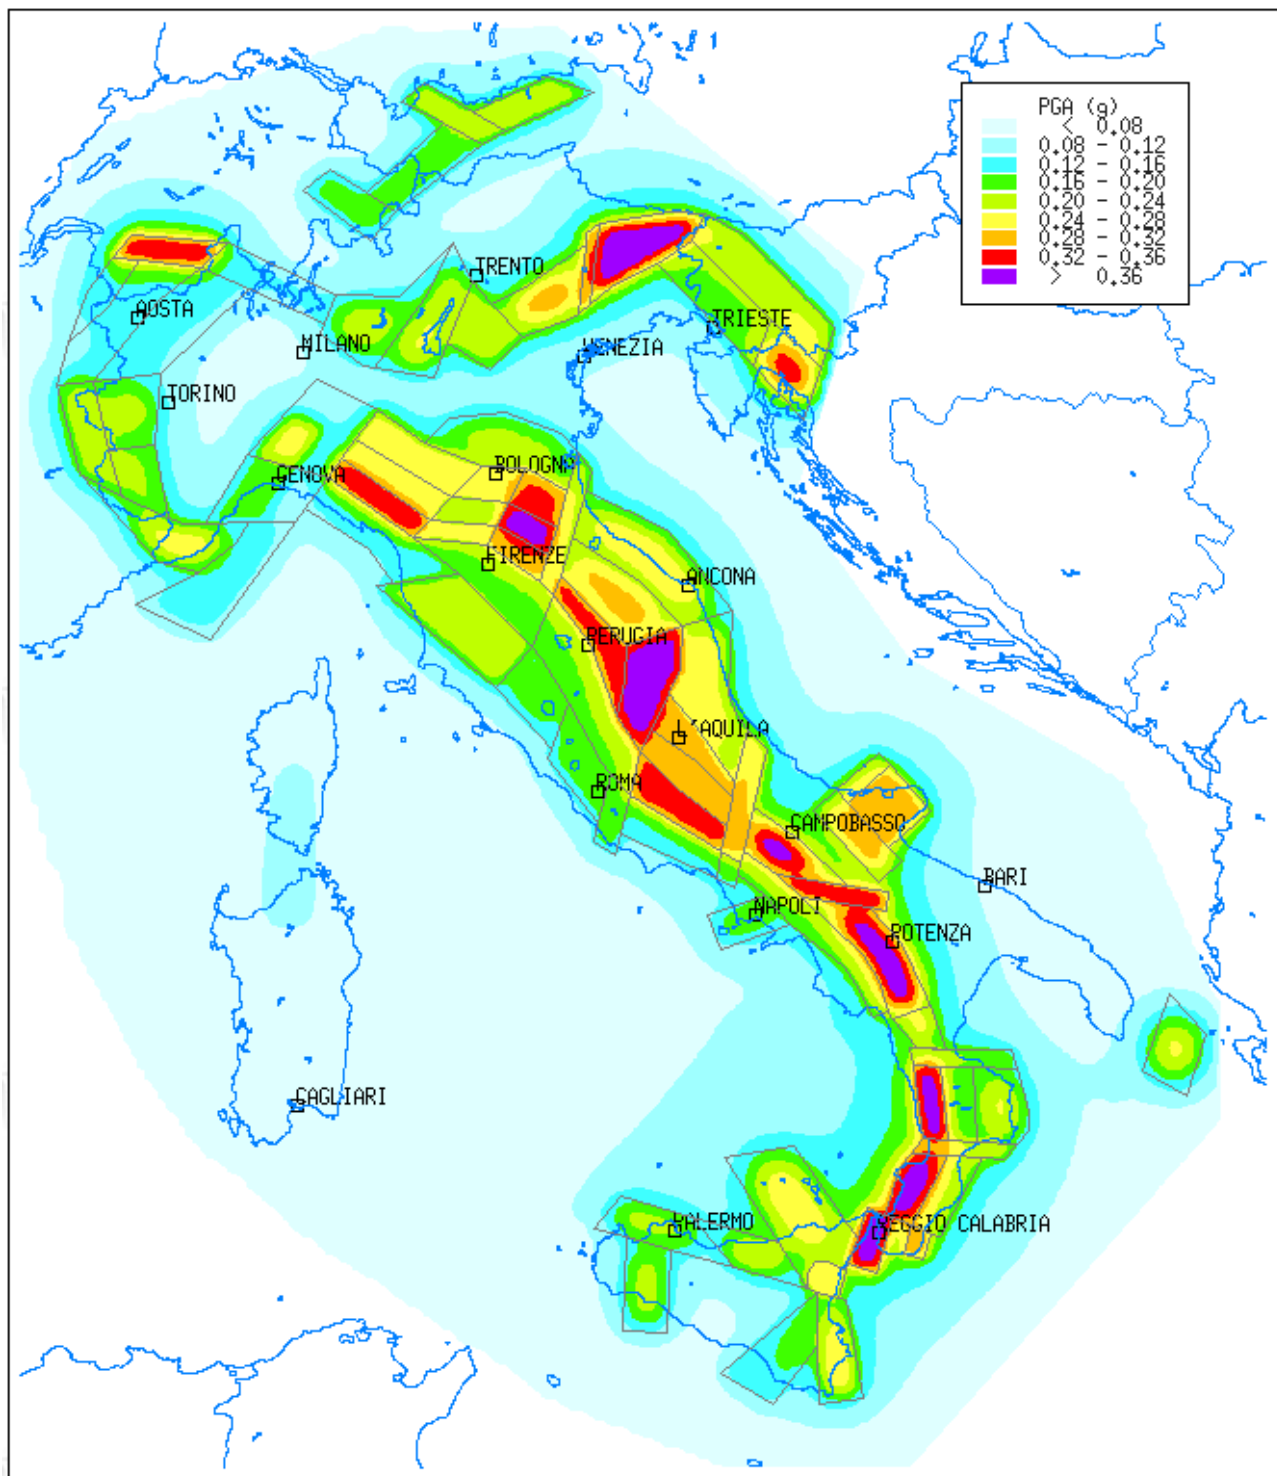 PGA (g)
< 0.08
0.08 - 0.12
0.12 - 0.16
0.16 - 0.20
0.20 - 0.24
0.24 - 0.28
0.28 - 0.32
0.32 - 0.36
> 0.36
TRENTO
AOSTA
TRIESTE
MILANO
VENEZIA
TORINO
BOLOGNA
GENOVA
FIRENZE
ANCONA
PERUGIA
L'AQUILA
ROMA
CAMPOBASSO
BARI
NAPOLI
POTENZA
CAGLIARI
PALERMO
REGGIO CALABRIA